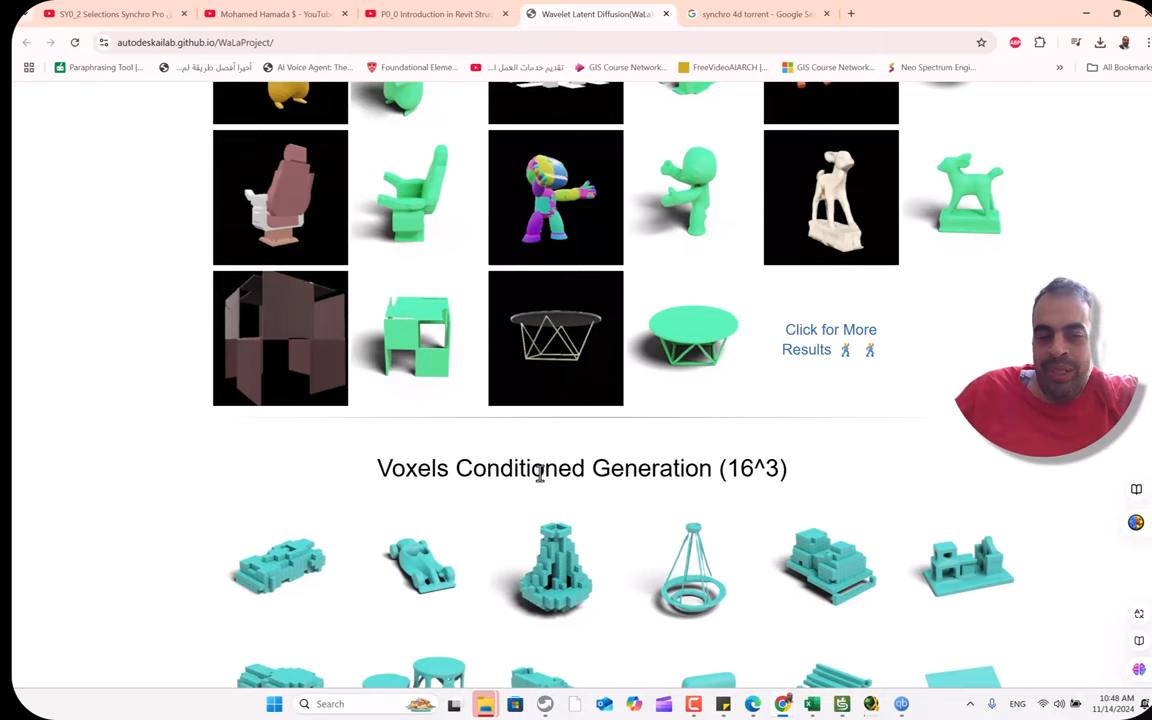 SY0_2 Selections Synchro Pro
Mohamed Hamada $ - YouTube
P0_0 Introduction in Revit Struc
Wavelet Latent Diffusion(WaLa)
synchro 4d torrent - Google Se
autodeskailab.github.io/WaLaProject/
Paraphrasing Tool |...
أخيرا أفضل طريقة لم...
AI Voice Agent: The...
Foundational Eleme...
تقديم خدمات العمل ا...
GIS Course Network...
FreeVideoAIARCH |...
GIS Course Network...
Neo Spectrum Engi...
»
All Bookmarks
ABP
Click for More
Results
Voxels Conditioned Generation (16^3)
Search
ENG
10:48 AM
11/14/2024